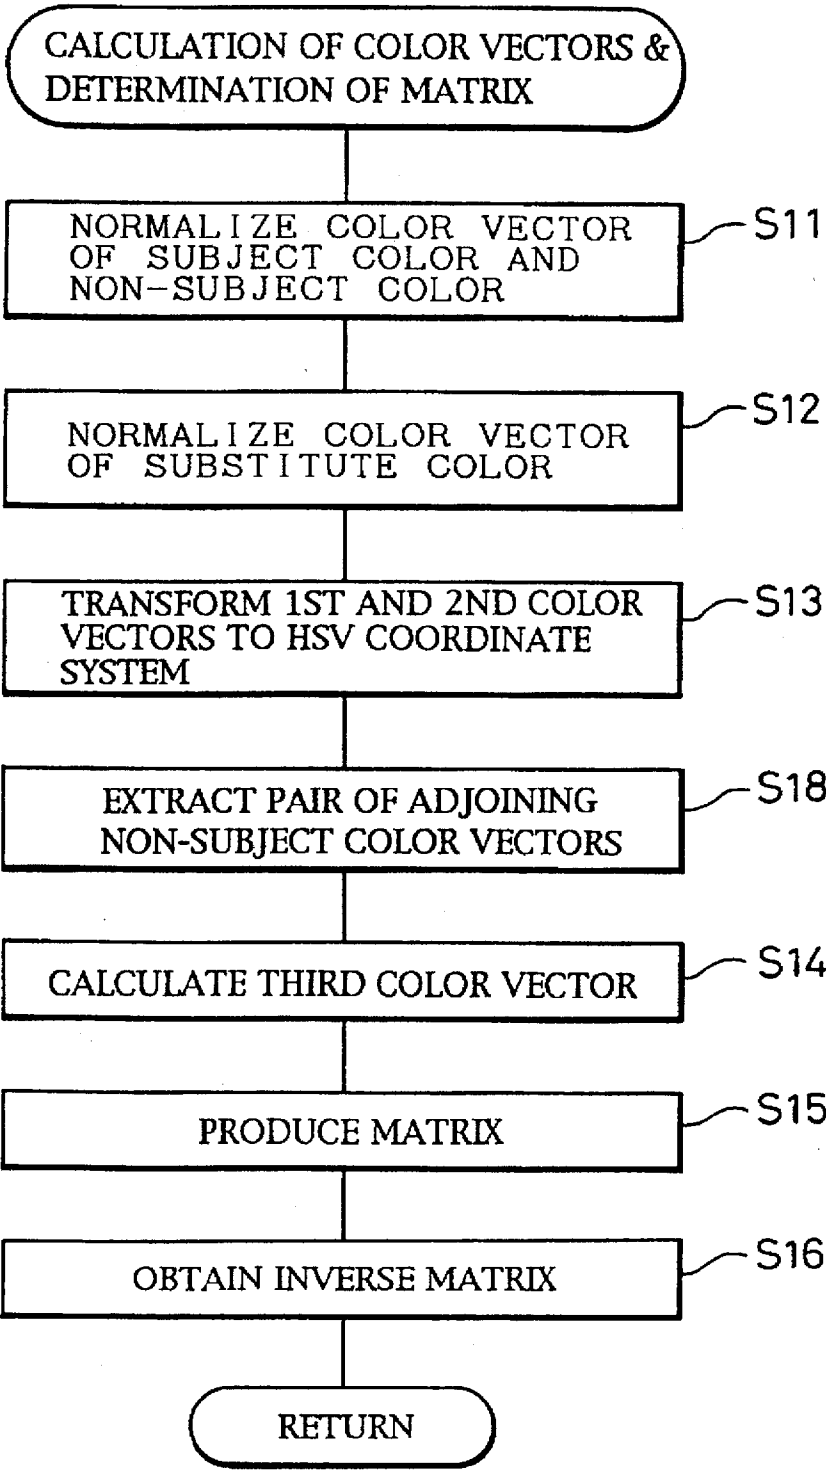 CALCULATION OF COLOR VECTORS &
DETERMINATION OF MATRIX
NORMALIZE COLOR VECTOR
OF SUBJECT COLOR AND
NON-SUBJECT COLOR
S11
NORMALIZE COLOR VECTOR
OF SUBSTITUTE COLOR
S12
TRANSFORM 1ST AND 2ND COLOR
VECTORS TO HSV COORDINATE
SYSTEM
S13
EXTRACT PAIR OF ADJOINING
NON-SUBJECT COLOR VECTORS
S18
CALCULATE THIRD COLOR VECTOR
S14
PRODUCE MATRIX
S15
OBTAIN INVERSE MATRIX
S16
RETURN